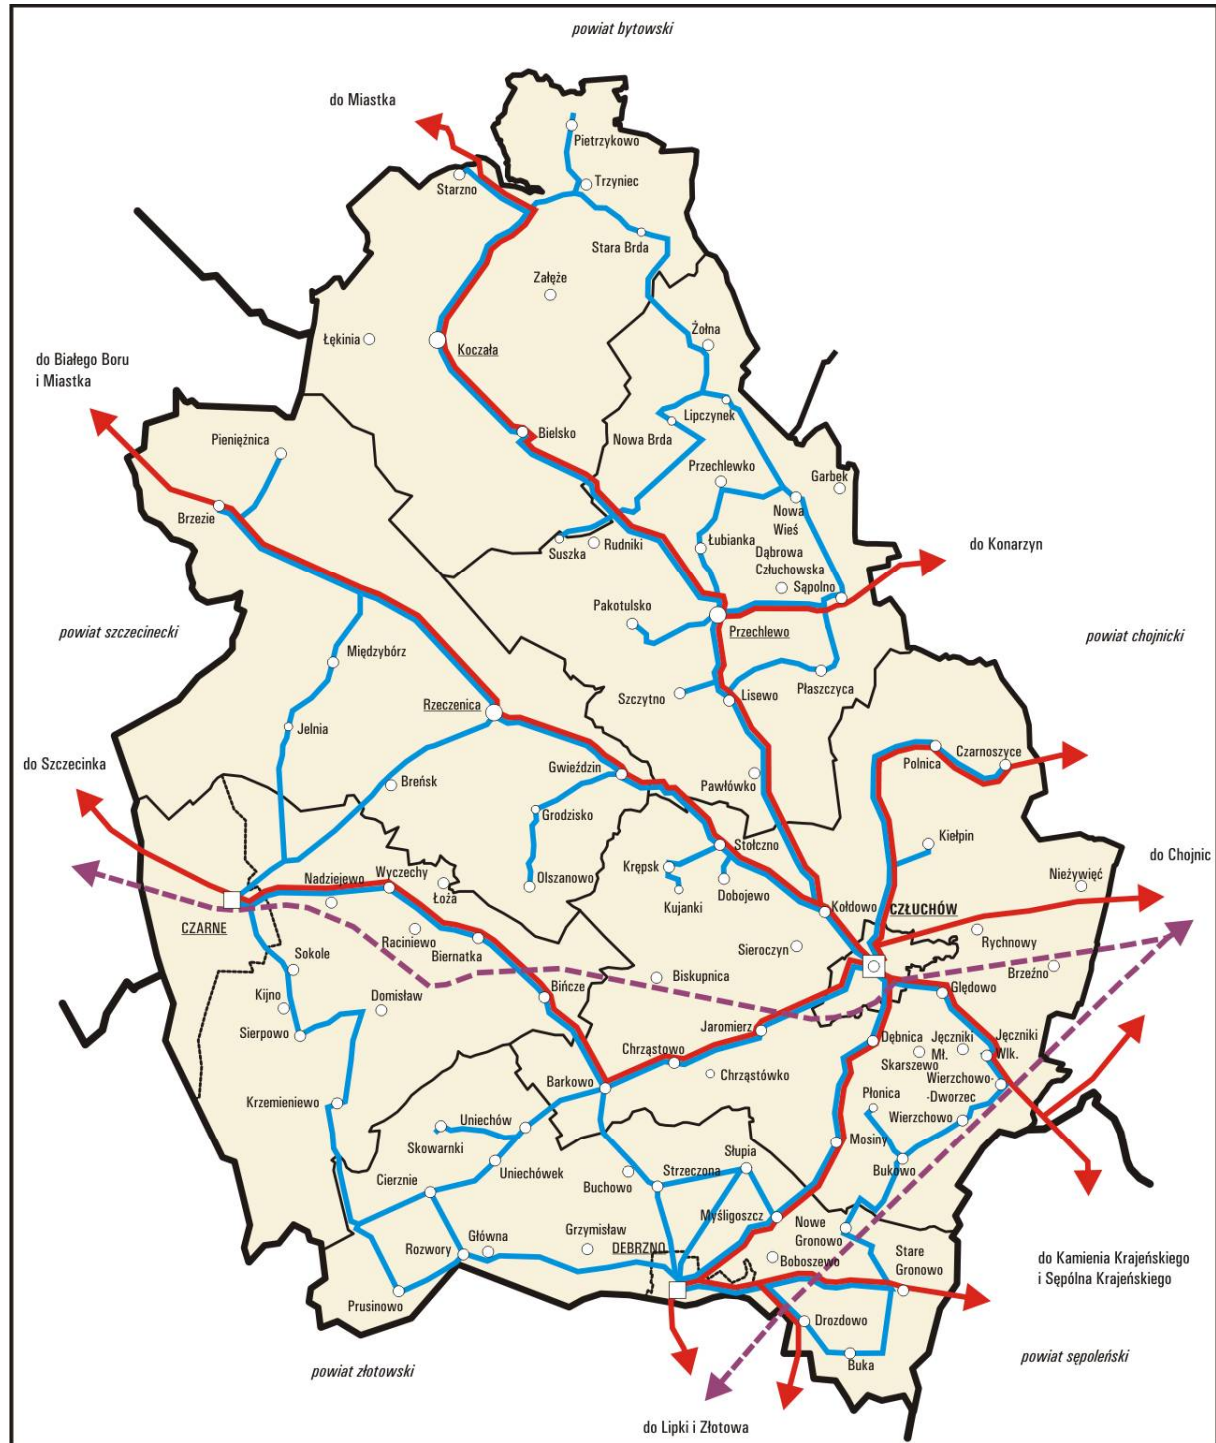 powiat bytowski
do Miastka
Pietrzykowo
Starzno
Trzyniec
Stara Brda
Załęże
Łękinia
Koczała
Żołna
do Białego Boru
i Miastka
Lipczynek
Pieniężnica
Bielsko
Nowa Brda
Przechlewko
Garbek
Brzezie
Nowa
Wieś
Suszka
Rudniki
Łubianka
Dąbrowa
Człuchowska
do Konarzyn
Sąpolno
Pakotulsko
Przechlewo
powiat szczecinecki
powiat chojnicki
Międzybórz
Szczytno
Lisewo
Płaszczyca
Rzeczenica
Jelnia
Polnica
Czarnoszyce
do Szczecinka
Gwieździn
Breńsk
Pawłówko
Grodzisko
Kiełpin
Stołczno
do Chojnic
Krępsk
Nadziejewo
Wyczechy
Olszanowo
Dobojewo
Nieżywięć
Łoża
Kujanki
Kołdowo
CZŁUCHÓW
CZARNE
Raciniewo
Biernatka
Sieroczyn
Rychnowy
Sokole
Biskupnica
Brzeźno
Kijno
Domisław
Bińcze
Ględowo
Sierpowo
Jaromierz
Dębnica
Jęczniki
Mł.
Jęczniki
Wlk.
Chrząstowo
Skarszewo
Chrząstówko
Wierzchowo-
-Dworzec
Barkowo
Płonica
Krzemieniewo
Uniechów
Wierzchowo
Skowarnki
Mosiny
Słupia
Bukowo
Uniechówek
Strzeczona
Cierznie
Buchowo
Myśligoszcz
Nowe
Gronowo
Grzymisław
DEBRZNO
Główna
Rozwory
Boboszewo
Stare
Gronowo
do Kamienia Krajeńskiego
i Sępólna Krajeńskiego
Prusinowo
Drozdowo
powiat złotowski
Buka
powiat sępoleński
do Lipki i Złotowa